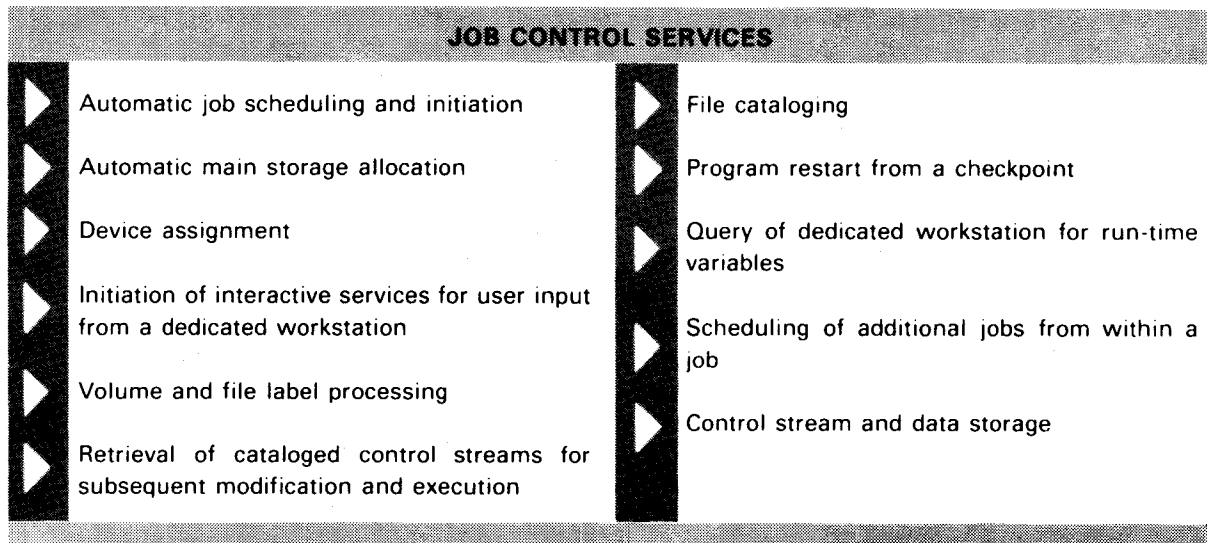 JOB CONTROL SERVICES
Automatic job scheduling and initiation
Automatic main storage allocation
Device assignment
Initiation of interactive services for user input
from a dedicated workstation
Volume and file label processing
Retrieval of cataloged control streams for
subsequent modification and execution
File cataloging
Program restart from a checkpoint
Query of dedicated workstation for run-time
variables
Scheduling of additional jobs from within a
job
Control stream and data storage